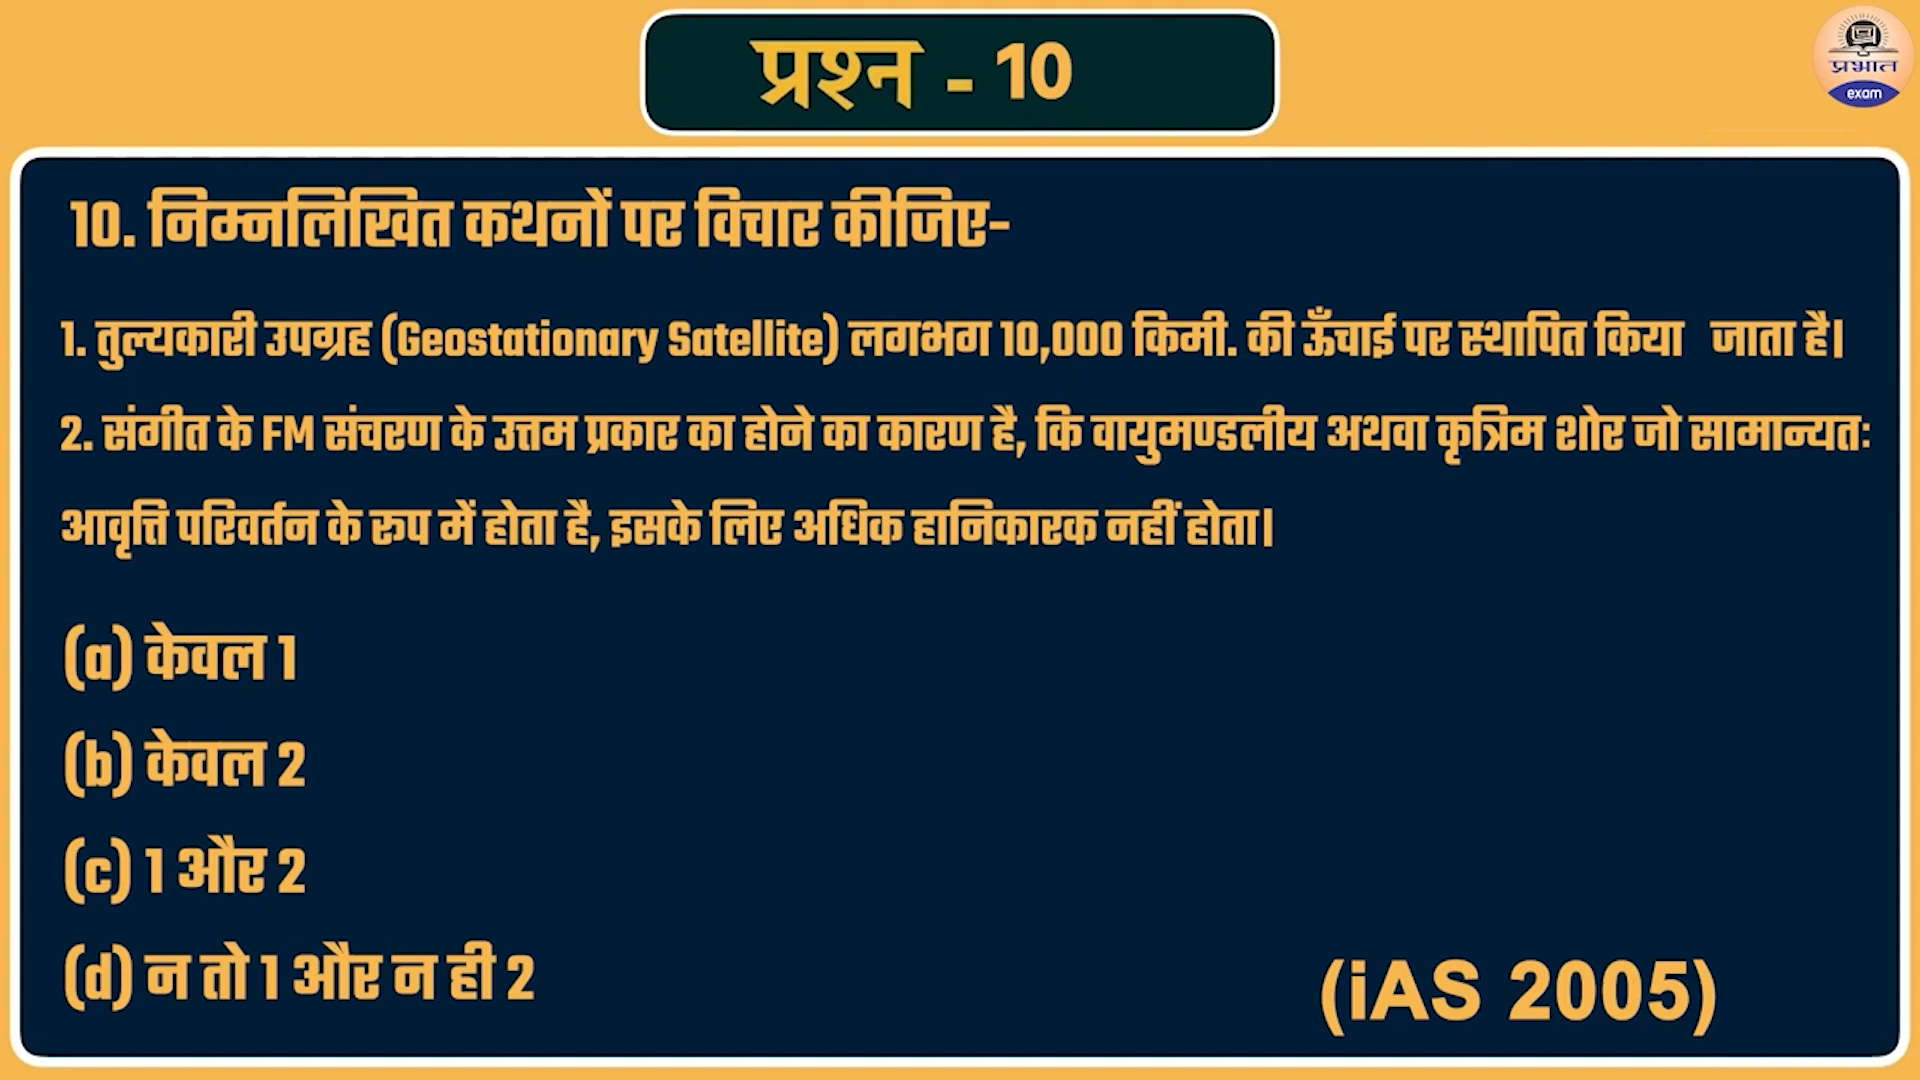 प्रश्न - 10
प्रभात
exam
10. निम्नलिखित कथनों पर विचार कीजिए-
1. तुल्यकारी उपग्रह (Geostationary Satellite) लगभग 10,000 किमी. की ऊँचाई पर स्थापित किया जाता है।
2. संगीत के FM संचरण के उत्तम प्रकार का होने का कारण है, कि वायुमण्डलीय अथवा कृत्रिम शोर जो सामान्यतः
आवृत्ति परिवर्तन के रूप में होता है, इसके लिए अधिक हानिकारक नहीं होता।
(a) केवल 1
(b) केवल 2
(c) 1 और 2
(d) न तो 1 और न ही 2
(iAS 2005)